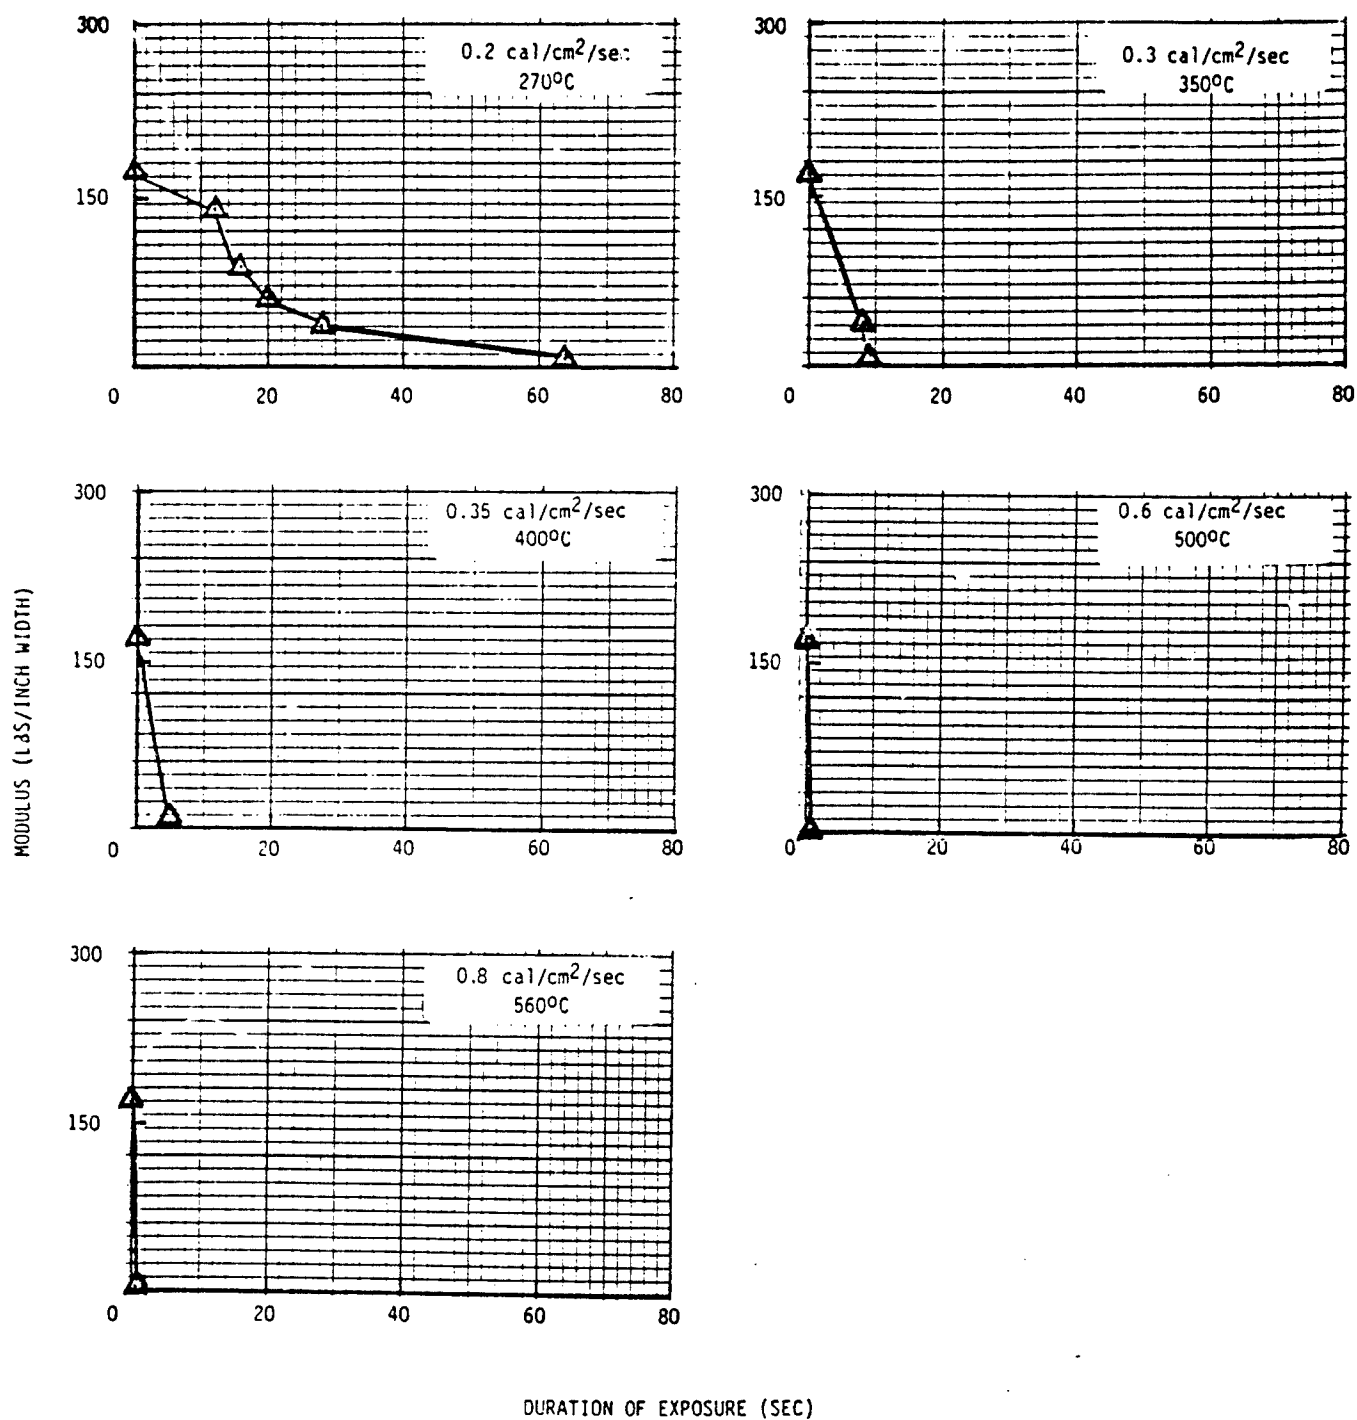 300
0.2 cal/cm²/sec
270°C
150
0 20 40 60 80
300
0.3 cal/cm²/sec
350°C
150
0 20 40 60 80
300
0.35 cal/cm²/sec
400°C
150
0 20 40 60 80
300
0.6 cal/cm²/sec
500°C
150
0 20 40 60 80
300
0.8 cal/cm²/sec
560°C
150
0 20 40 60 80
MODULUS (LBS/INCH WIDTH)
DURATION OF EXPOSURE (SEC)